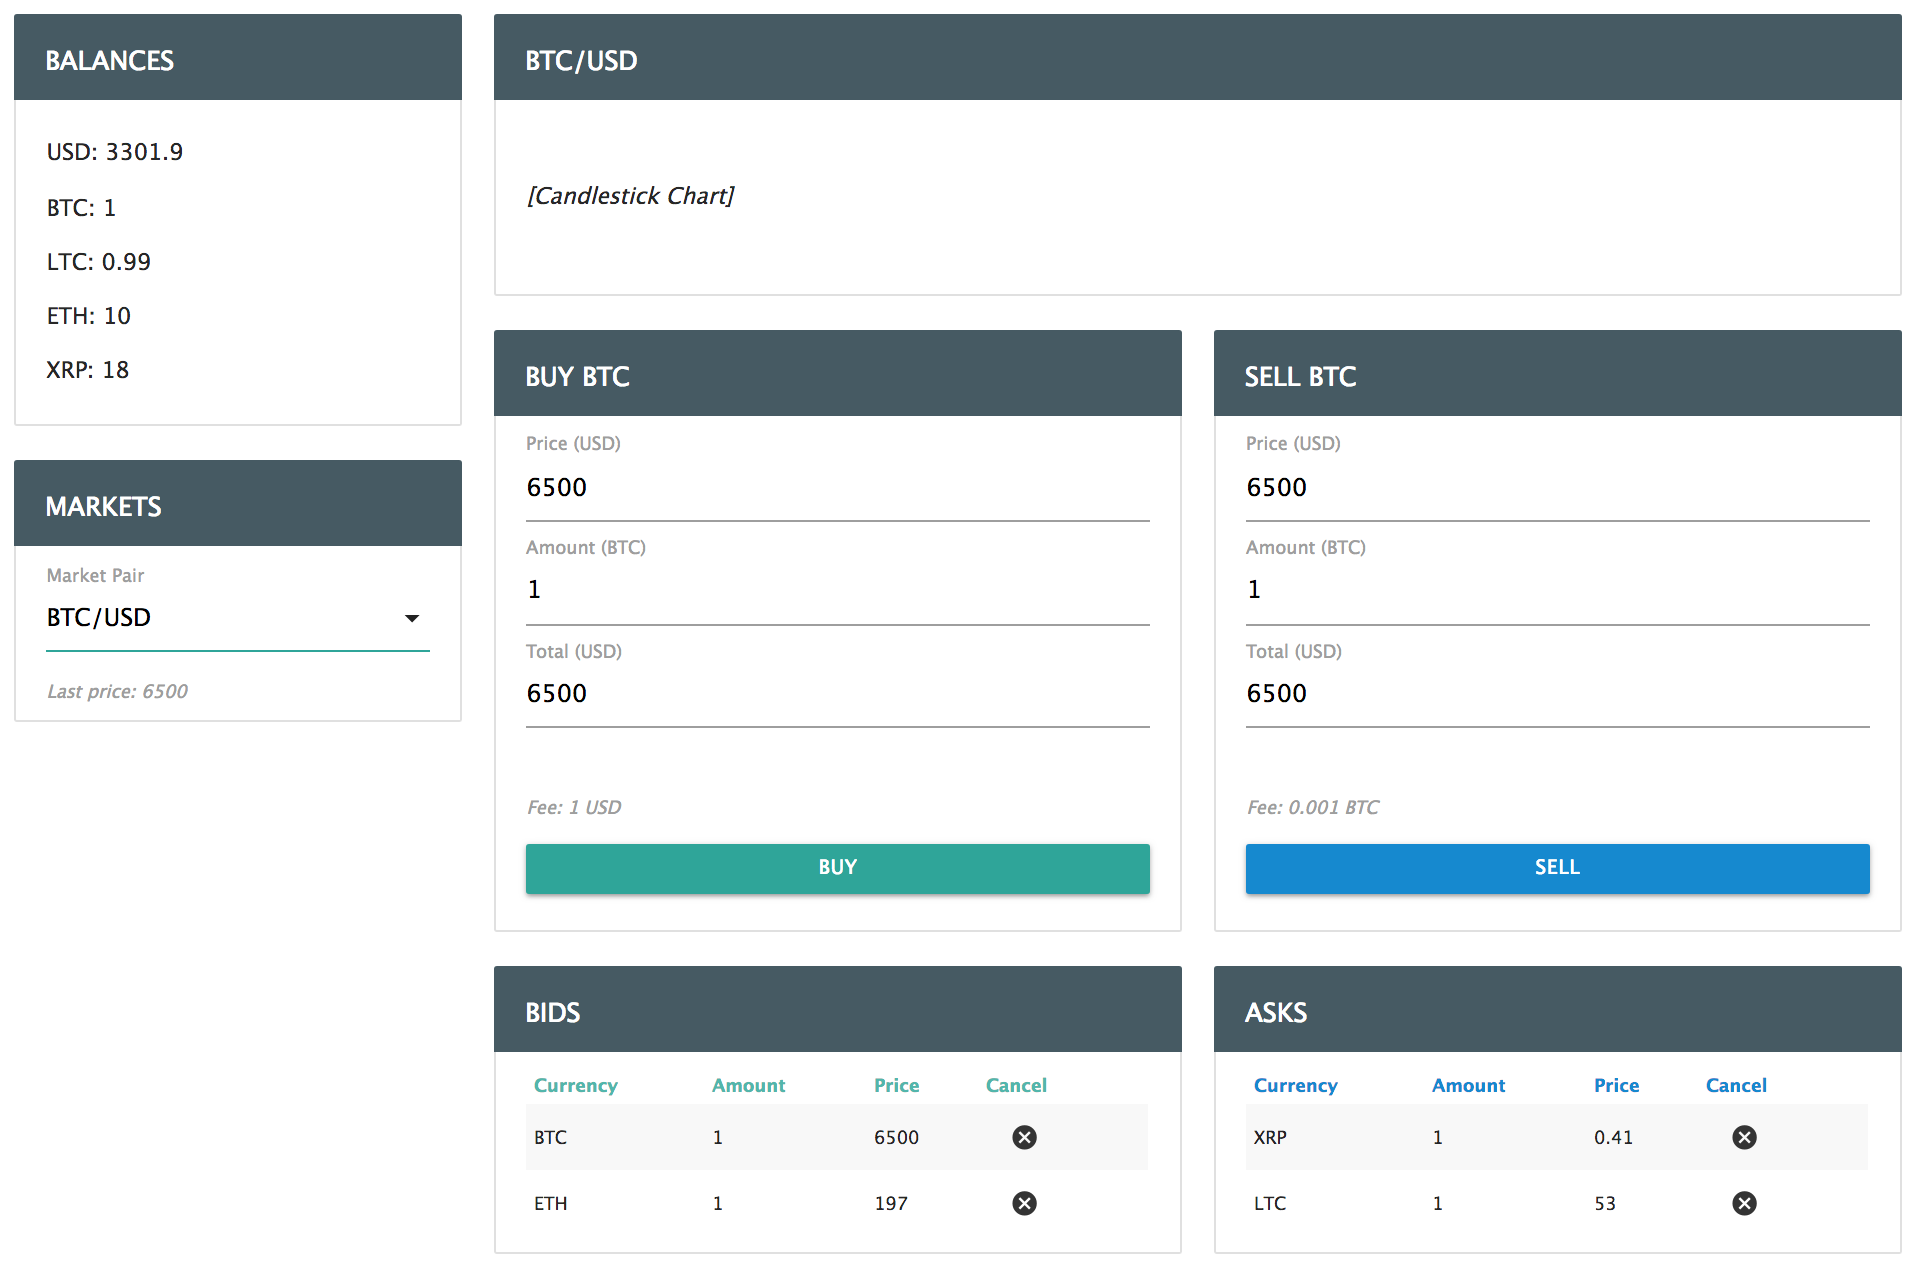 BALANCES
USD: 3301.9
BTC: 1
LTC: 0.99
ETH: 10
XRP: 18
MARKETS
Market Pair
BTC/USD
Last price: 6500
BTC/USD
[Candlestick Chart]
BUY BTC
Price (USD)
6500
Amount (BTC)
1
Total (USD)
6500
Fee: 1 USD
BUY
SELL BTC
Price (USD)
6500
Amount (BTC)
1
Total (USD)
6500
Fee: 0.001 BTC
SELL
BIDS
Currency Amount Price Cancel
BTC 1 6500
ETH 1 197
ASKS
Currency Amount Price Cancel
XRP 1 0.41
LTC 1 53